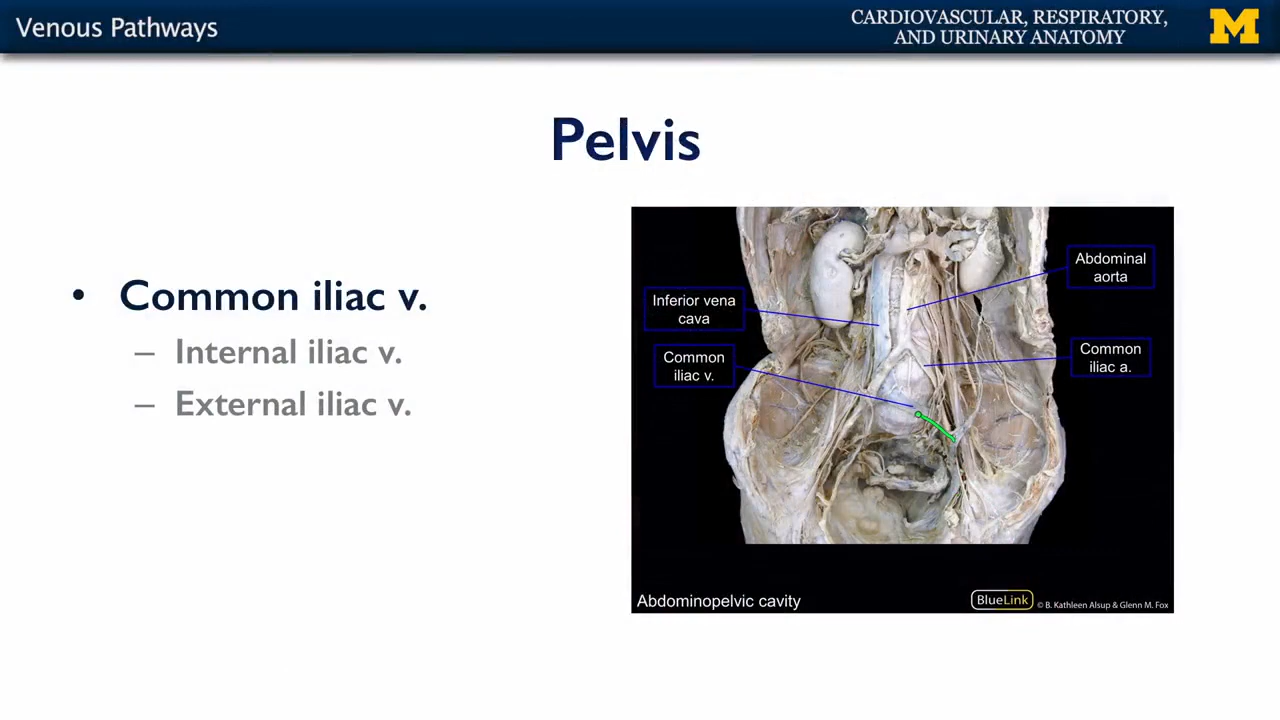 Venous Pathways
CARDIOVASCULAR, RESPIRATORY,
AND URINARY ANATOMY
M
Pelvis
• Common iliac v.
– Internal iliac v.
– External iliac v.
Inferior vena
cava
Common
iliac v.
Abdominal
aorta
Common
iliac a.
Abdominopelvic cavity
BlueLink © B. Kathleen Alsup & Glenn M. Fox